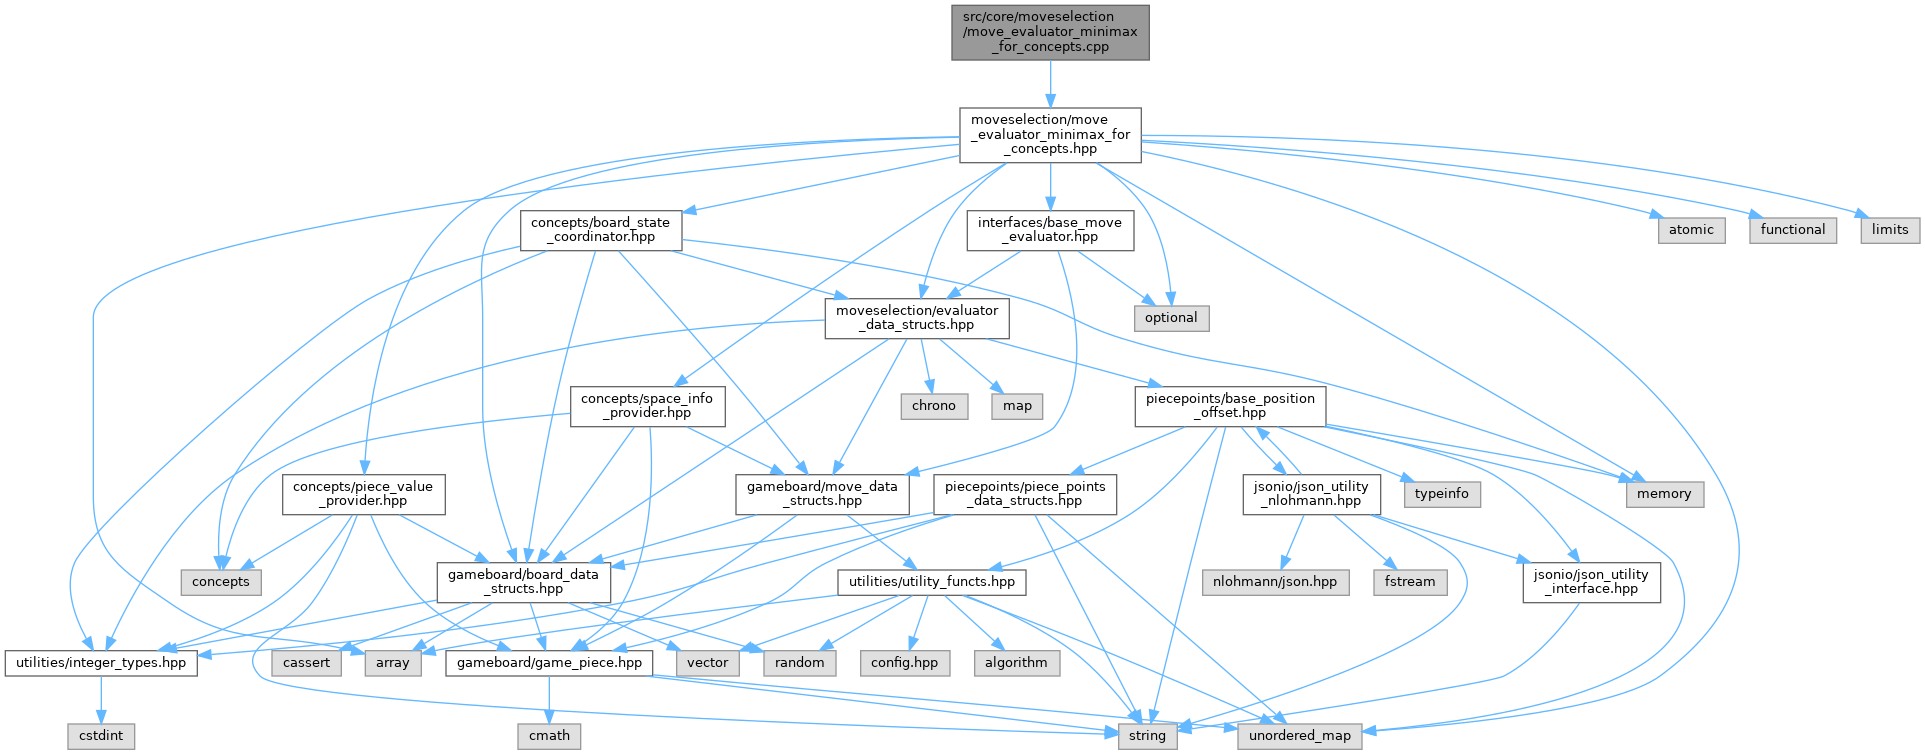 src/core/moveselection
/move_evaluator_minimax
_for_concepts.cpp
moveselection/move
_evaluator_minimax_for
_concepts.hpp
concepts/board_state
_coordinator.hpp
interfaces/base_move
_evaluator.hpp
atomic
functional
limits
moveselection/evaluator
_data_structs.hpp
optional
concepts/space_info
_provider.hpp
chrono
map
piecepoints/base_position
_offset.hpp
concepts/piece_value
_provider.hpp
gameboard/move_data
_structs.hpp
piecepoints/piece_points
_data_structs.hpp
jsonio/json_utility
_nlohmann.hpp
typeinfo
memory
concepts
gameboard/board_data
_structs.hpp
utilities/utility_functs.hpp
nlohmann/json.hpp
fstream
jsonio/json_utility
_interface.hpp
utilities/integer_types.hpp
cassert
array
gameboard/game_piece.hpp
vector
random
config.hpp
algorithm
cstdint
cmath
string
unordered_map